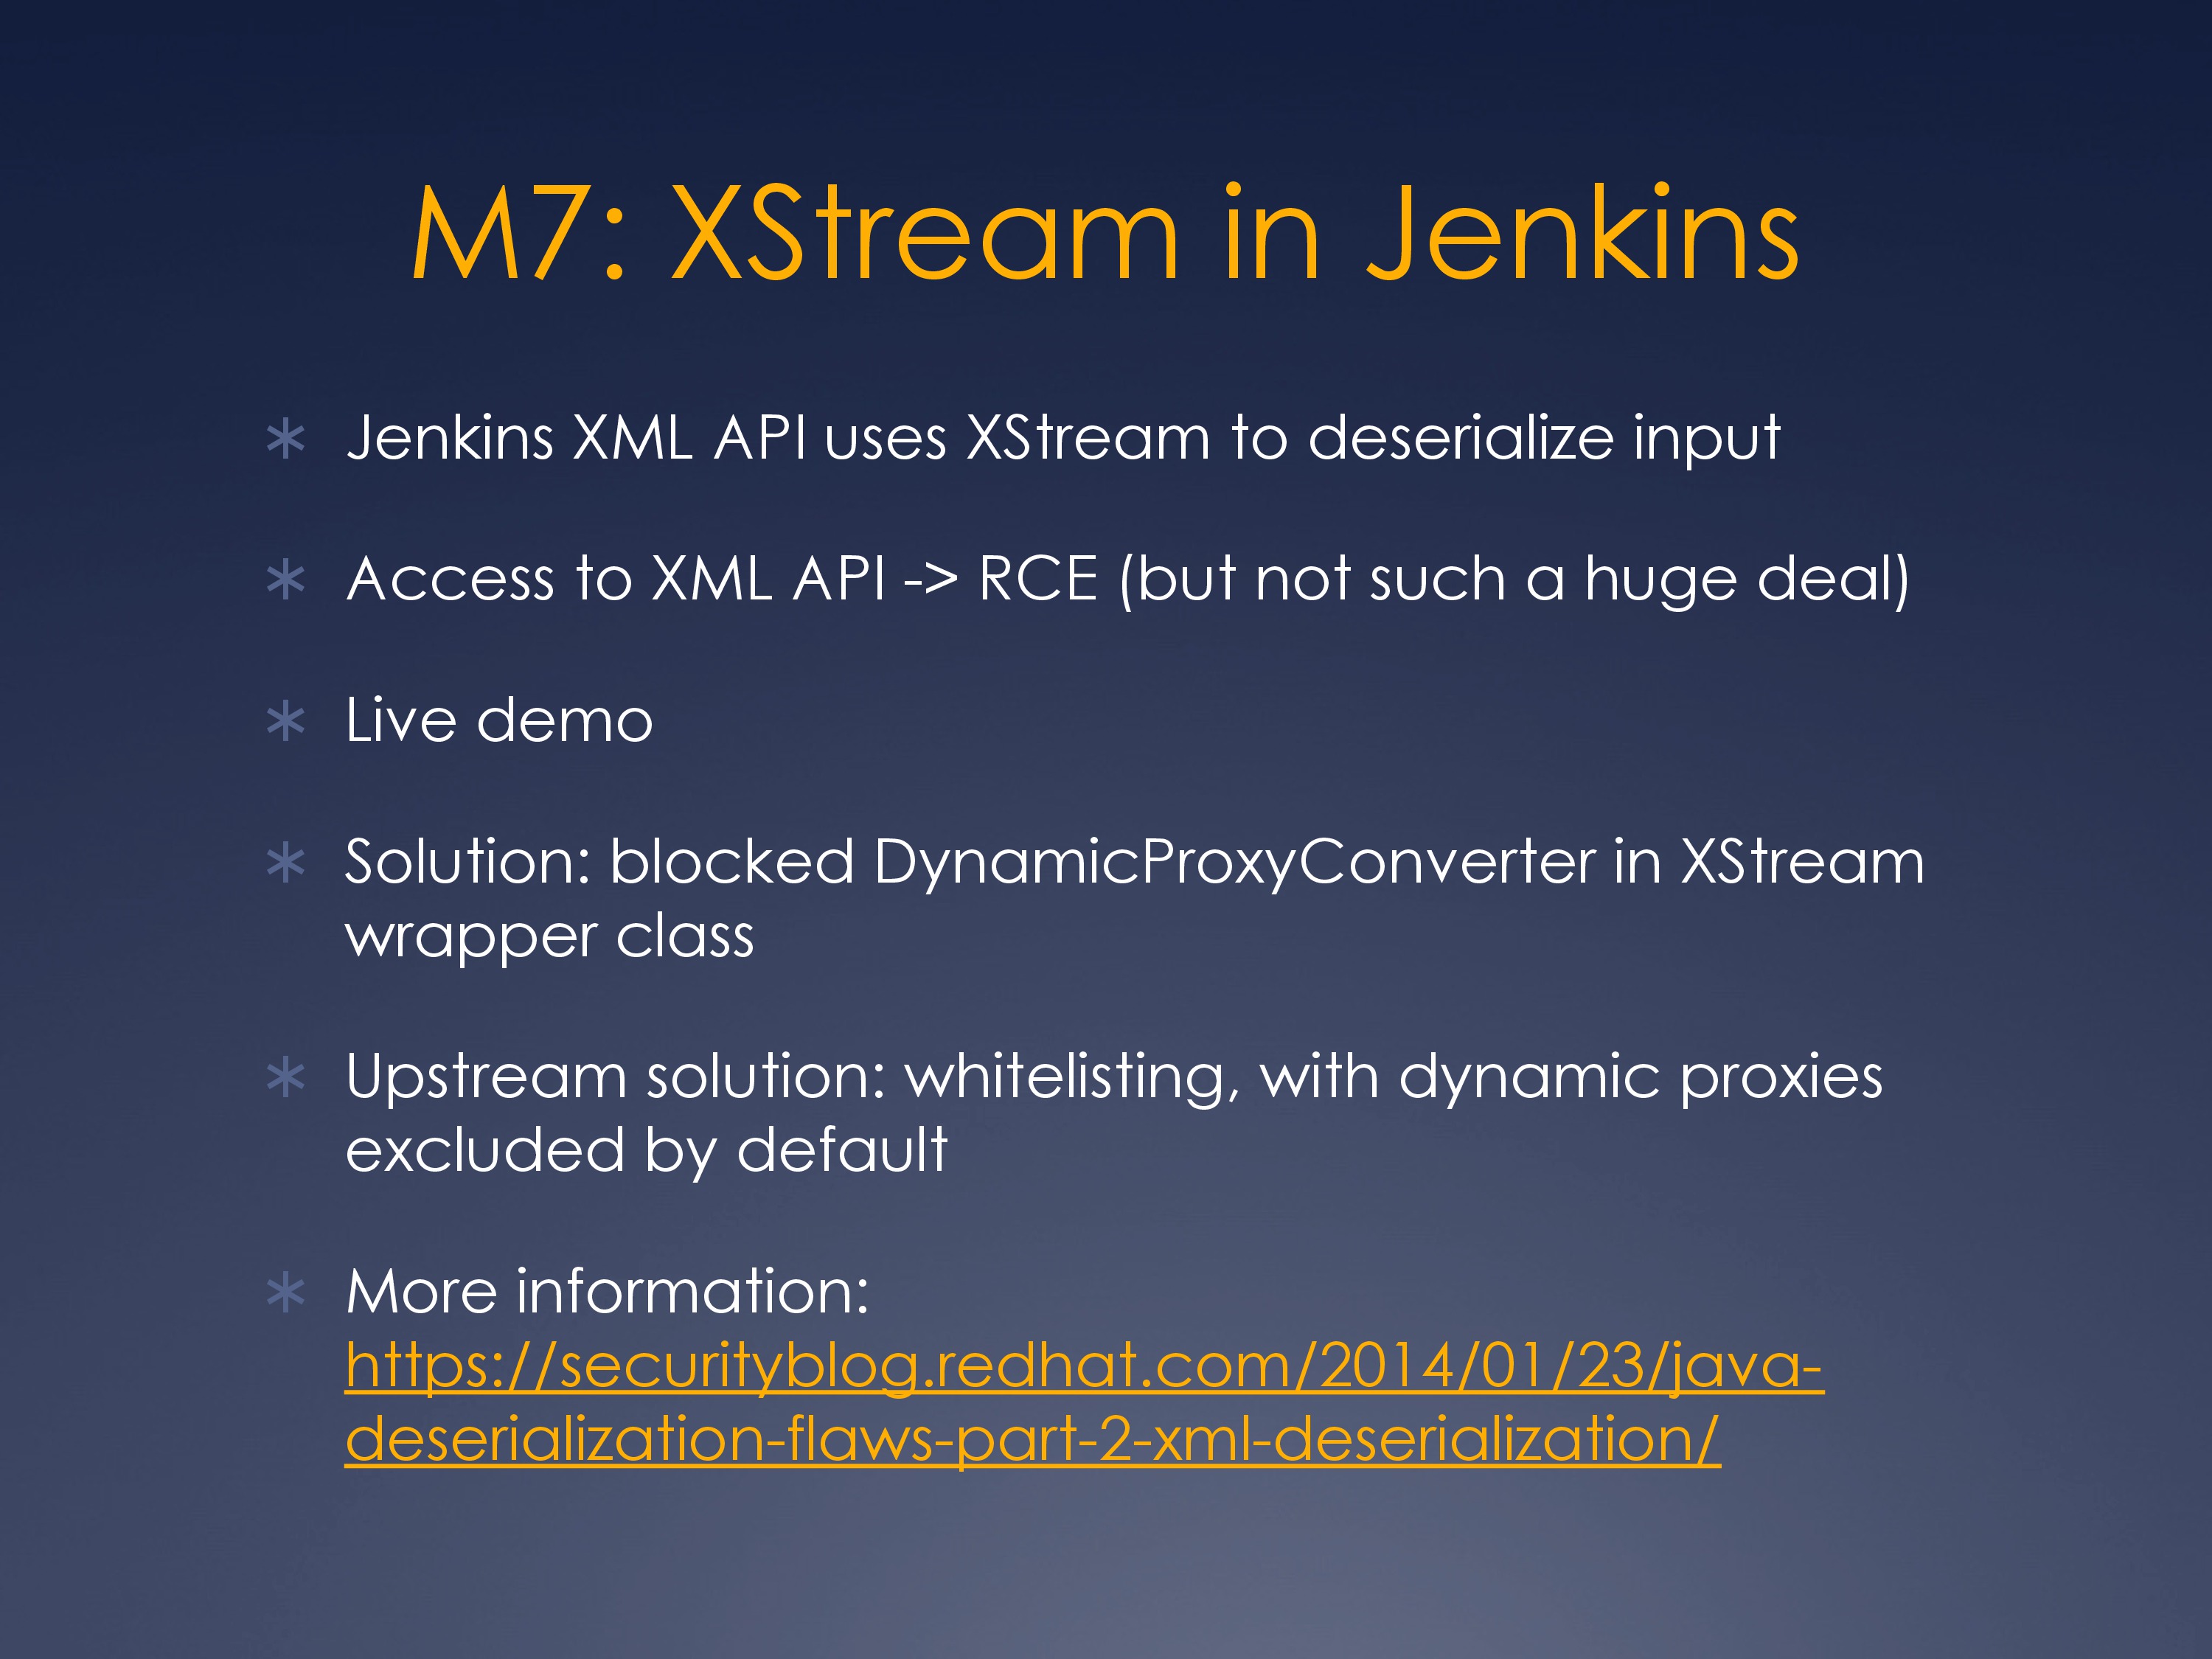 M7: XStream in Jenkins
* Jenkins XML API uses XStream to deserialize input
* Access to XML API -> RCE (but not such a huge deal)
* Live demo
* Solution: blocked DynamicProxyConverter in XStream
wrapper class
* Upstream solution: whitelisting, with dynamic proxies
excluded by default
* More information:
https://securityblog.redhat.com/2014/01/23/java-
deserialization-flaws-part-2-xml-deserialization/